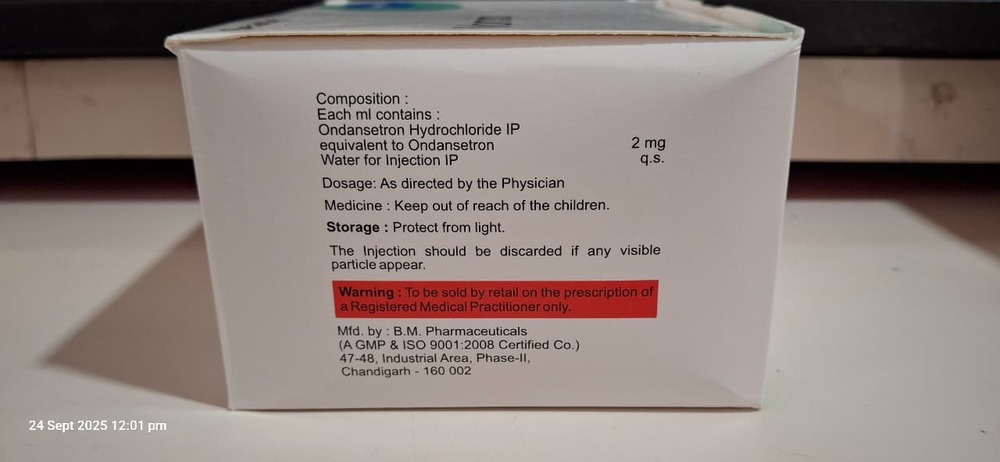 Composition :
Each ml contains :
Ondansetron Hydrochloride IP
equivalent to Ondansetron 2 mg
Water for Injection IP q.s.
Dosage: As directed by the Physician
Medicine : Keep out of reach of the children.
Storage : Protect from light.
The Injection should be discarded if any visible
particle appear.
Warning : To be sold by retail on the prescription of
a Registered Medical Practitioner only.
Mfd. by : B.M. Pharmaceuticals
(A GMP & ISO 9001:2008 Certified Co.)
47-48, Industrial Area, Phase-II,
Chandigarh - 160 002
24 Sept 2025 12:01 pm